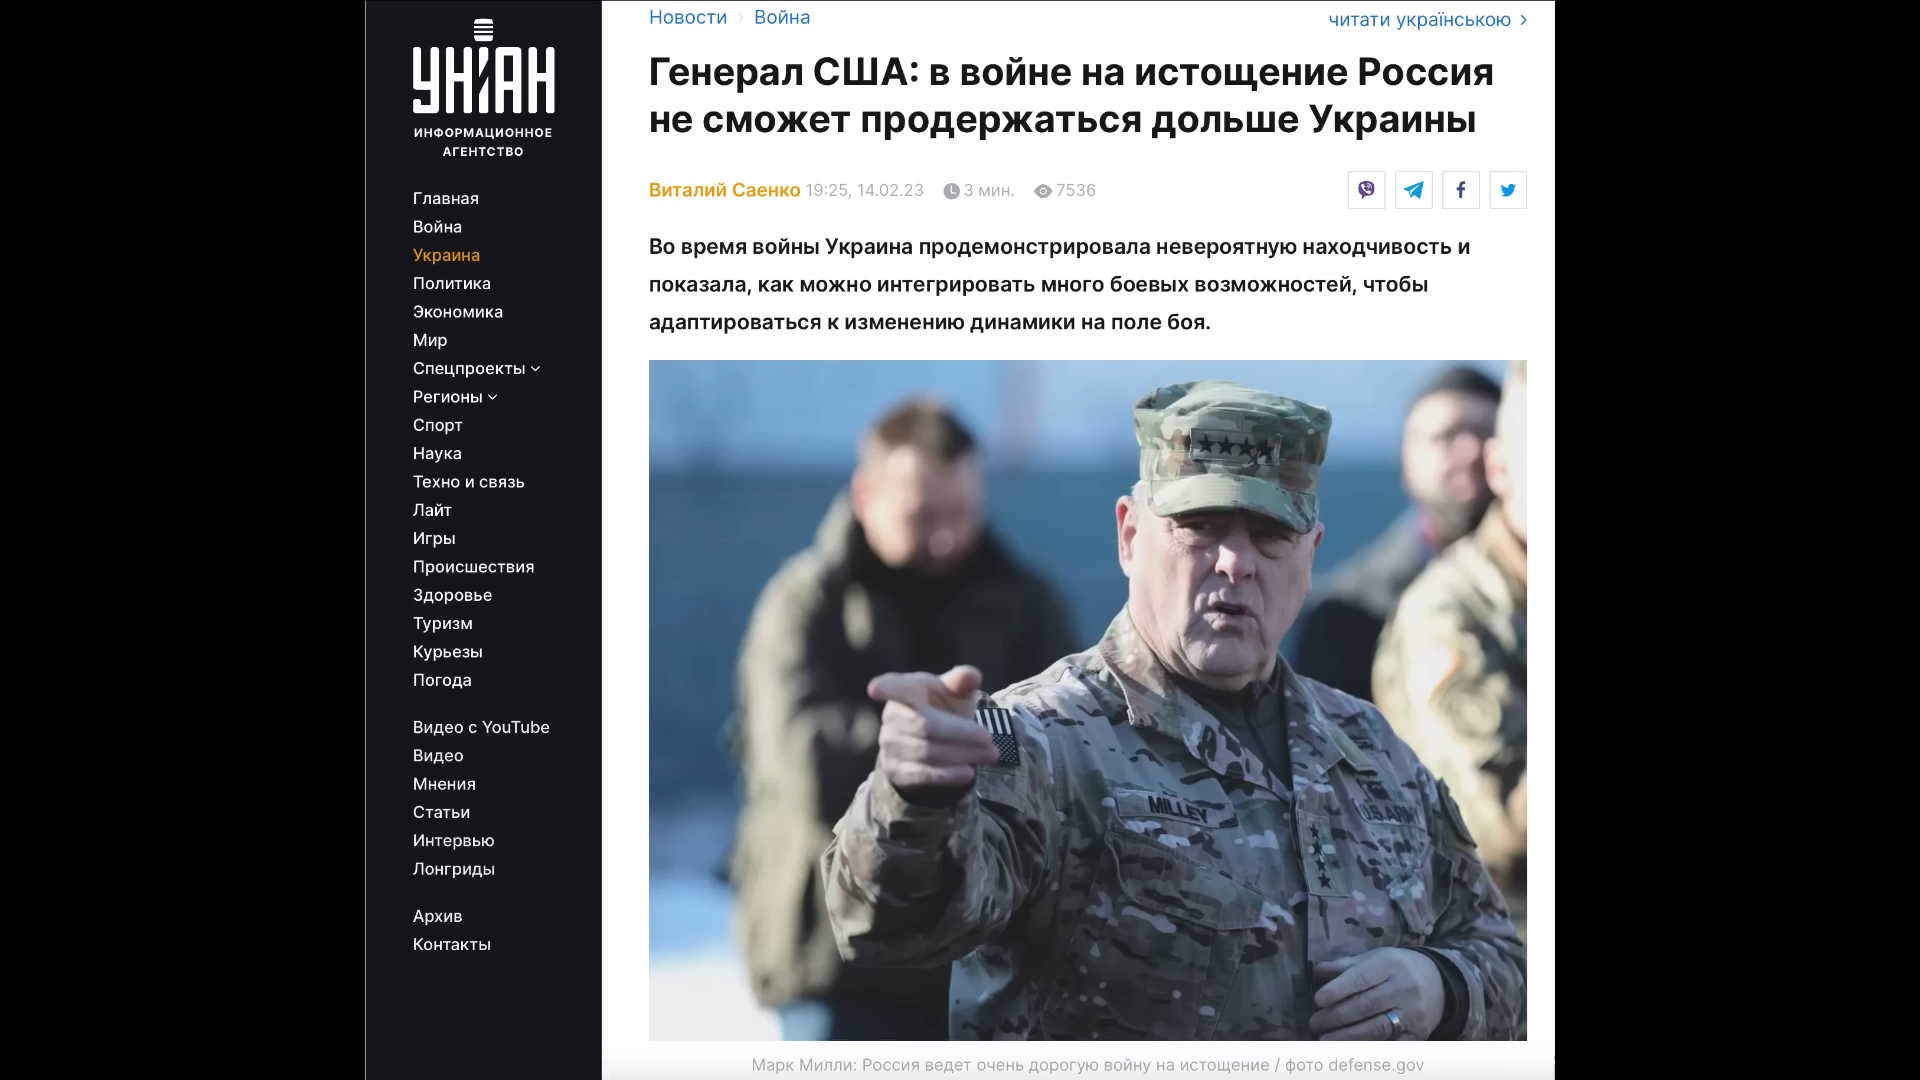 УНІАН
ИНФОРМАЦИОННОЕ
АГЕНТСТВО
Главная
Война
Украина
Политика
Экономика
Мир
Спецпроекты
Регионы
Спорт
Наука
Техно и связь
Лайт
Игры
Происшествия
Здоровье
Туризм
Курьезы
Погода
Видео с YouTube
Видео
Мнения
Статьи
Интервью
Лонгриды
Архив
Контакты
Новости › Война
читати українською
Генерал США: в войне на истощение Россия
не сможет продержаться дольше Украины
Виталий Саенко 19:25, 14.02.23 3 мин. 7536
Во время войны Украина продемонстрировала невероятную находчивость и
показала, как можно интегрировать много боевых возможностей, чтобы
адаптироваться к изменению динамики на поле боя.
MILLEY
U.S. ARMY
Марк Милли: Россия ведет очень дорогую войну на истощение / фото defense.gov